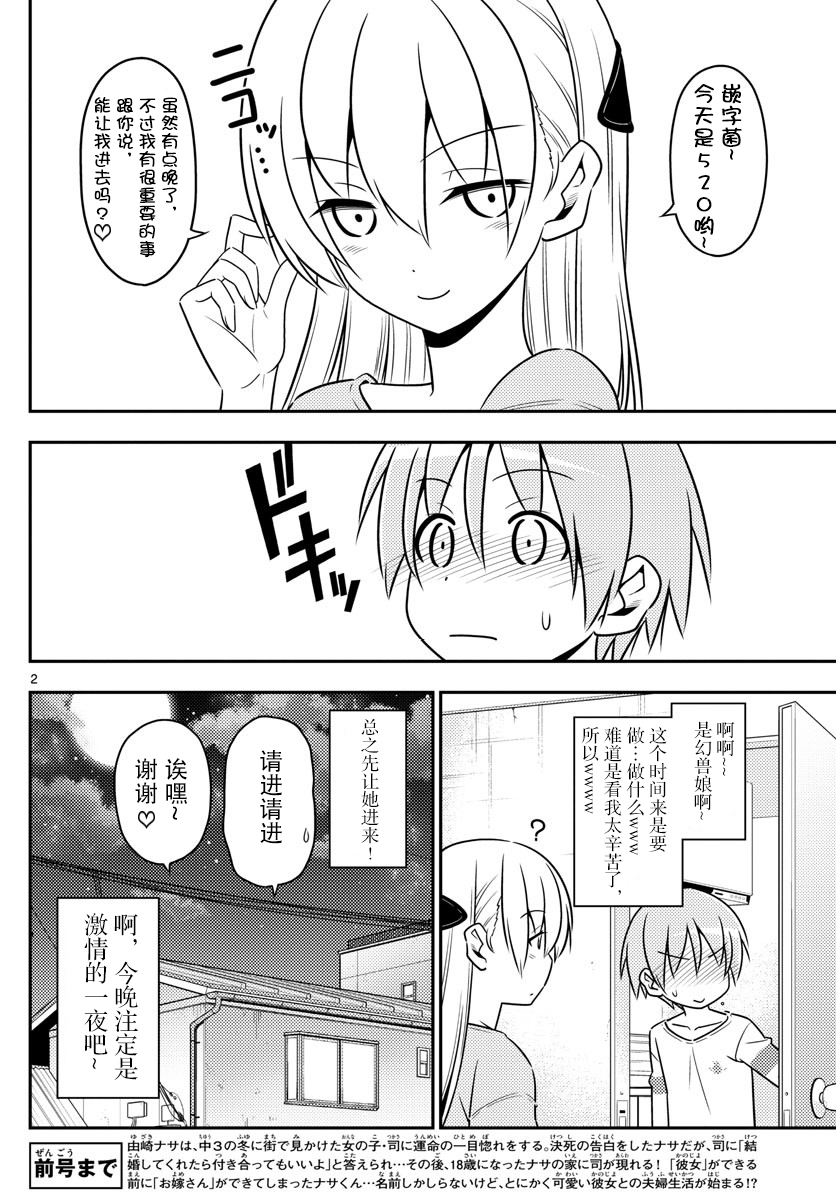 嵌字菌~
今天是520哟~
ニコ…
虽然有点晚了，
不过我有很重要的事
跟你说，
能让我进去吗？♡
ドキッ
2
啊啊~
是幻兽娘啊~
这个时间来是要
做…做什么www
难道是看我太辛苦了，
所以wwww
？
总之先让她进来！
请进请进
诶嘿~
谢谢♡
啊，今晚注定是
激情的一夜吧~
前号まで
ぜんごう
由崎ナサは、中3の冬に街で見かけた女の子・司に運命の一目惚れをする。決死の告白をしたナサだが、司に「結
婚してくれたら付き合ってもいいよ」と答えられ…その後、18歳になったナサの家に司が現れる！「彼女」ができる
前に「お嫁さん」ができてしまったナサくん…名前しかしらないけど、とにかく可愛い彼女との夫婦生活が始まる!?